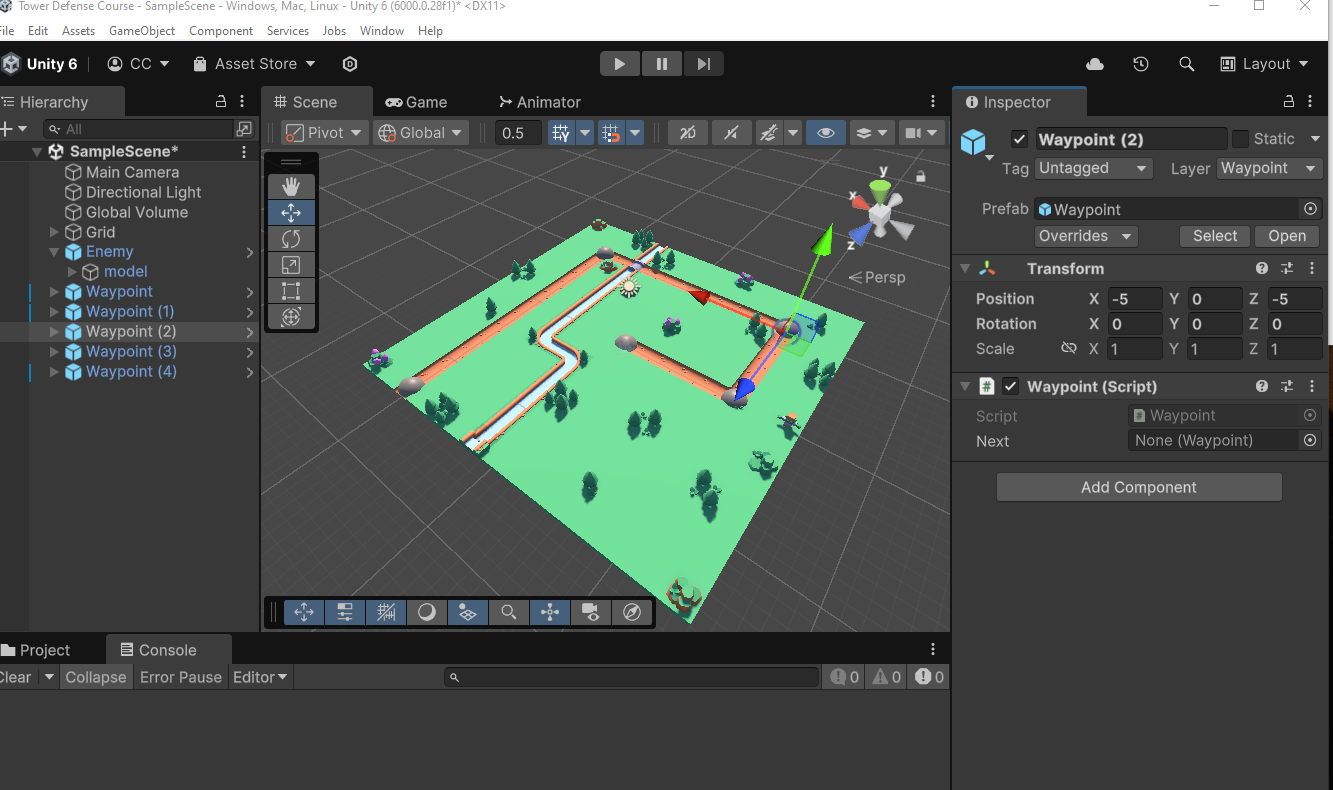 Tower Defense Course - SampleScene - Windows, Mac, Linux - Unity 6 (6000.0.28f1)* <DX11>
File Edit Assets GameObject Component Services Jobs Window Help
Unity 6 CC Asset Store Layout
Hierarchy
All
SampleScene*
Main Camera
Directional Light
Global Volume
Grid
Enemy
model
Waypoint
Waypoint (1)
Waypoint (2)
Waypoint (3)
Waypoint (4)
Scene Game Animator
Pivot Global 0.5 2D
y
x
z
Persp
Inspector
Waypoint (2) Static
Tag Untagged Layer Waypoint
Prefab Waypoint
Overrides Select Open
Transform
Position X -5 Y 0 Z -5
Rotation X 0 Y 0 Z 0
Scale X 1 Y 1 Z 1
# Waypoint (Script)
Script # Waypoint
Next None (Waypoint)
Add Component
Project Console
Clear Collapse Error Pause Editor 0 0 0